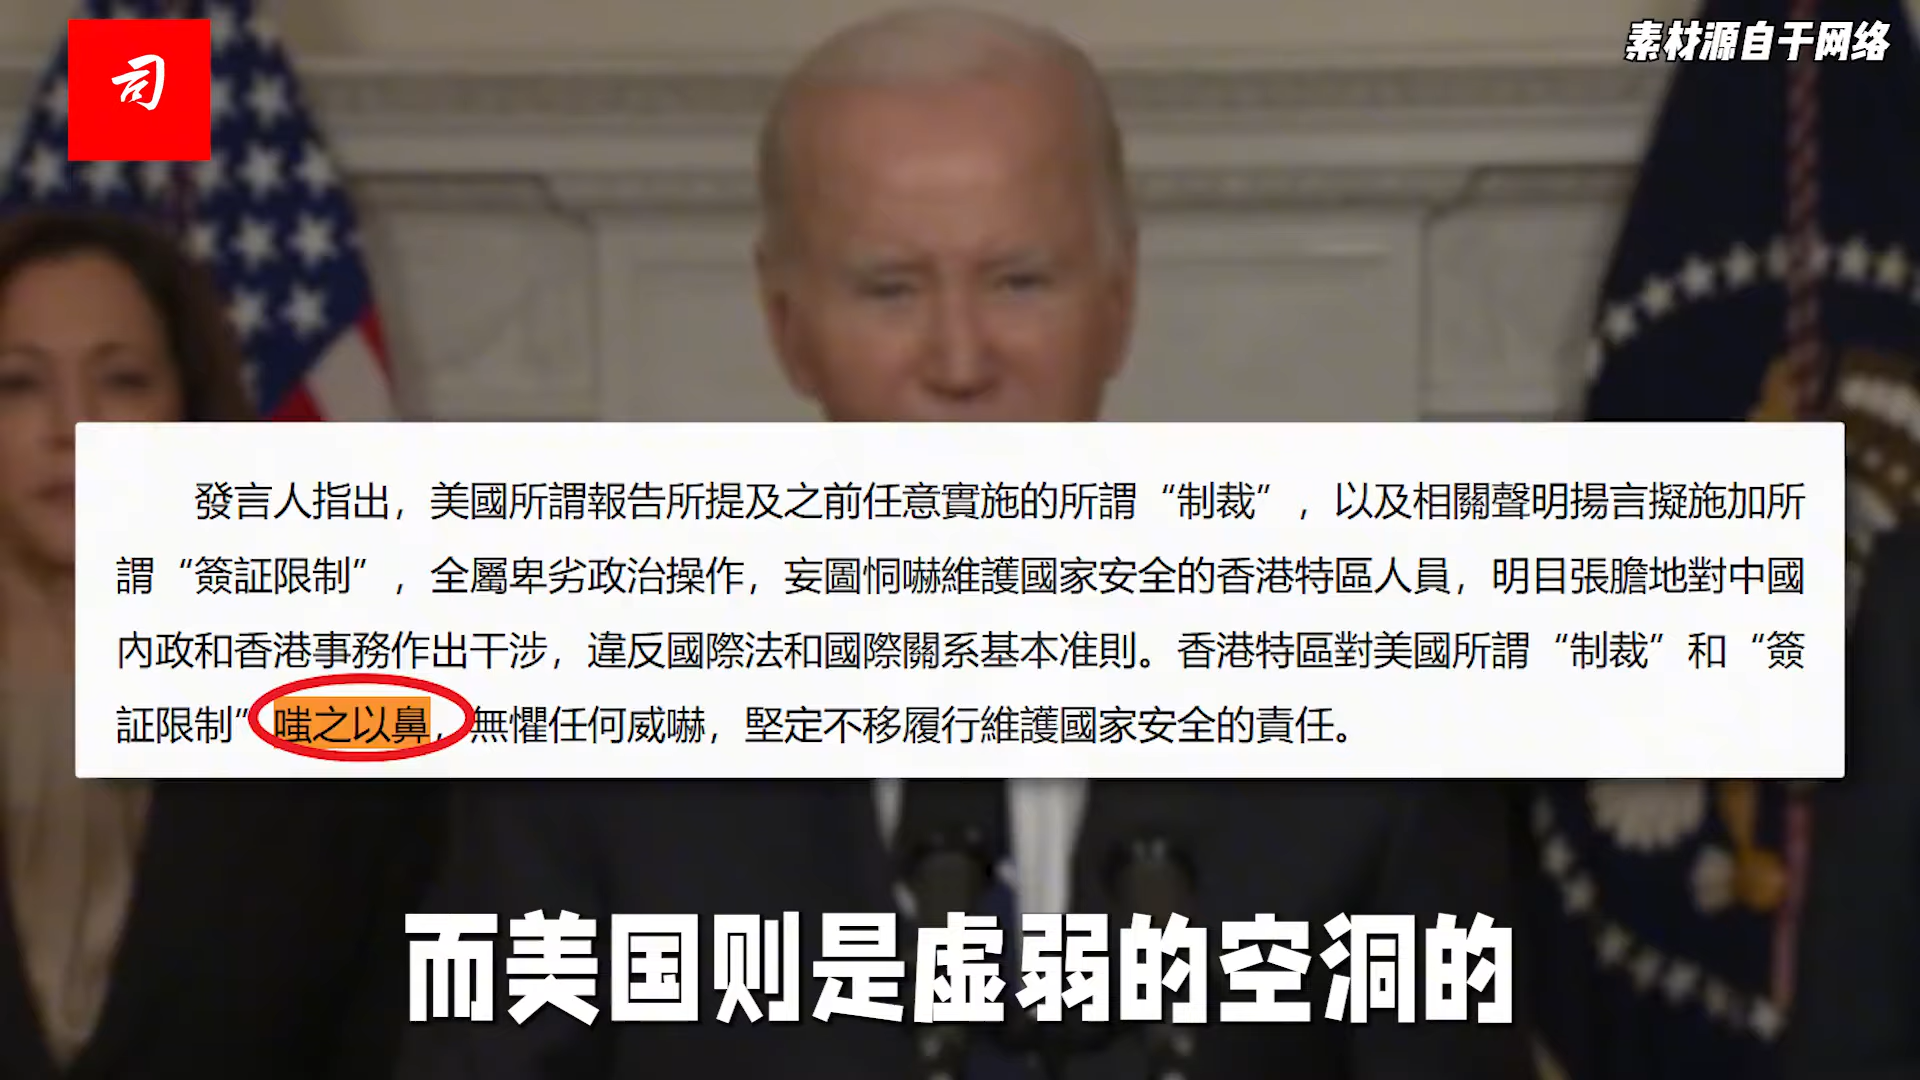 司
素材源自于网络
發言人指出，美國所謂報告所提及之前任意實施的所謂“制裁”，以及相關聲明揚言擬施加所
謂“簽証限制”，全屬卑劣政治操作，妄圖恫嚇維護國家安全的香港特區人員，明目張膽地對中國
內政和香港事務作出干涉，違反國際法和國際關系基本准則。香港特區對美國所謂“制裁”和“簽
証限制”嗤之以鼻，無懼任何威嚇，堅定不移履行維護國家安全的責任。
而美国则是虚弱的空洞的